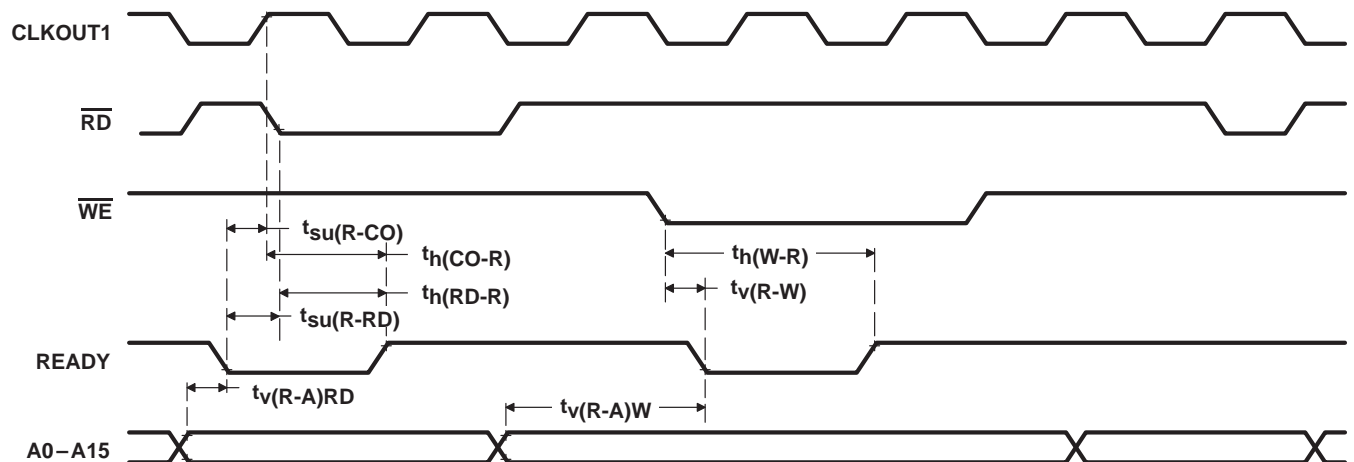 CLKOUT1
RD
WE
tsu(R-CO)
th(CO-R)
th(W-R)
th(RD-R)
tv(R-W)
tsu(R-RD)
READY
tv(R-A)RD
tv(R-A)W
A0–A15